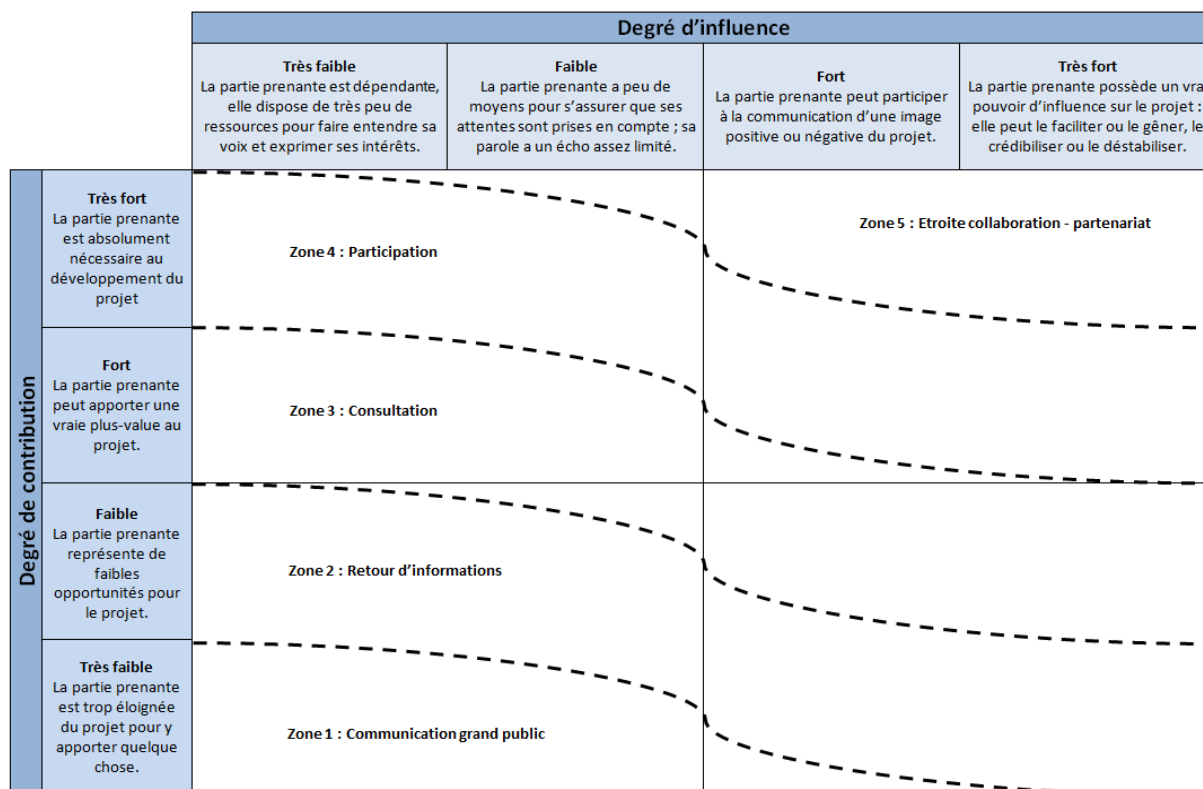 Degré d'influence
Très faible
La partie prenante est dépendante,
elle dispose de très peu de
ressources pour faire entendre sa
voix et exprimer ses intérêts.
Faible
La partie prenante a peu de
moyens pour s'assurer que ses
attentes sont prises en compte ; sa
parole a un écho assez limité.
Fort
La partie prenante peut participer
à la communication d'une image
positive ou négative du projet.
Très fort
La partie prenante possède un vra
pouvoir d'influence sur le projet :
elle peut le faciliter ou le gêner, le
crédibiliser ou le déstabiliser.
Degré de contribution
Très fort
La partie prenante
est absolument
nécessaire au
développement du
projet
Zone 4 : Participation
Zone 5 : Etroite collaboration - partenariat
Fort
La partie prenante
peut apporter une
vraie plus-value au
projet.
Zone 3 : Consultation
Faible
La partie prenante
représente de
faibles
opportunités pour
le projet.
Zone 2 : Retour d'informations
Très faible
La partie prenante
est trop éloignée
du projet pour y
apporter quelque
chose.
Zone 1 : Communication grand public